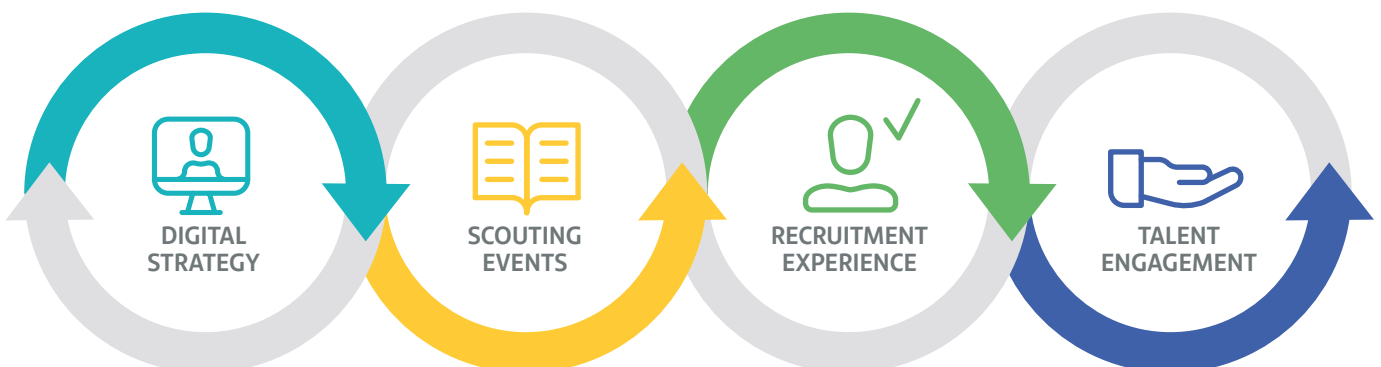 DIGITAL
STRATEGY
SCOUTING
EVENTS
RECRUITMENT
EXPERIENCE
TALENT
ENGAGEMENT